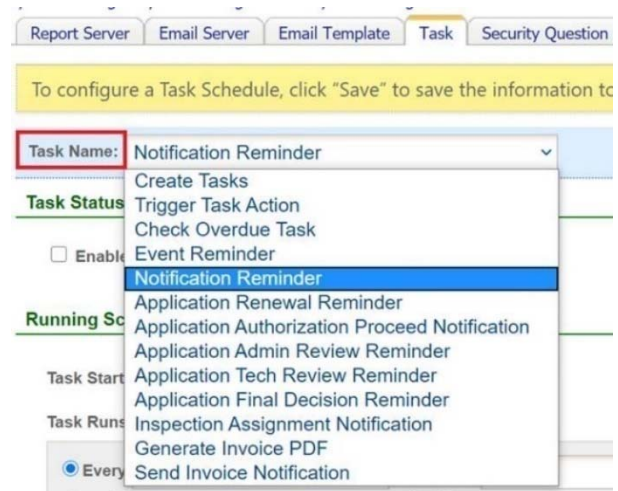 Report Server Email Server Email Template Task Security Question
To configure a Task Schedule, click “Save” to save the information to
Task Name: Notification Reminder
Create Tasks
Task Status
Trigger Task Action
Check Overdue Task
Enable
Event Reminder
Notification Reminder
Application Renewal Reminder
Running Sc
Application Authorization Proceed Notification
Application Admin Review Reminder
Task Start
Application Tech Review Reminder
Application Final Decision Reminder
Task Runs
Inspection Assignment Notification
Generate Invoice PDF
Every
Send Invoice Notification